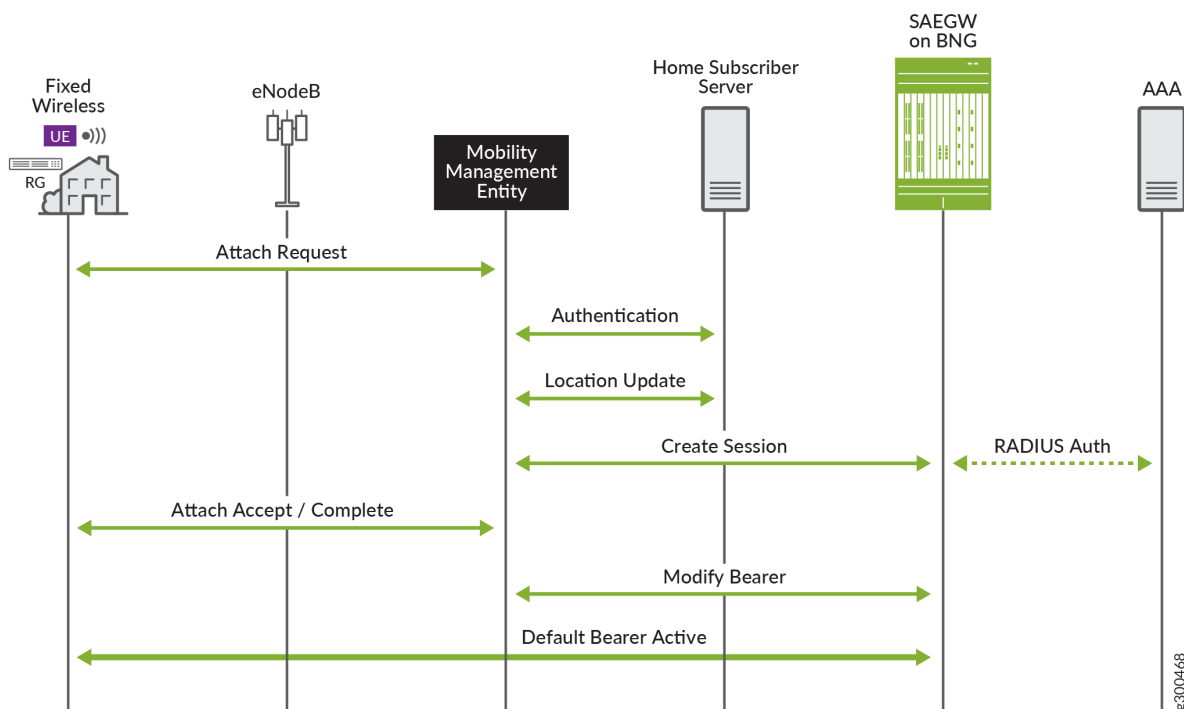 SAEGW
on BNG
Home Subscriber
Server
Fixed
Wireless
eNodeB
AAA
UE
RG
Mobility
Management
Entity
Attach Request
Authentication
Location Update
Create Session
RADIUS Auth
Attach Accept / Complete
Modify Bearer
Default Bearer Active
g300468